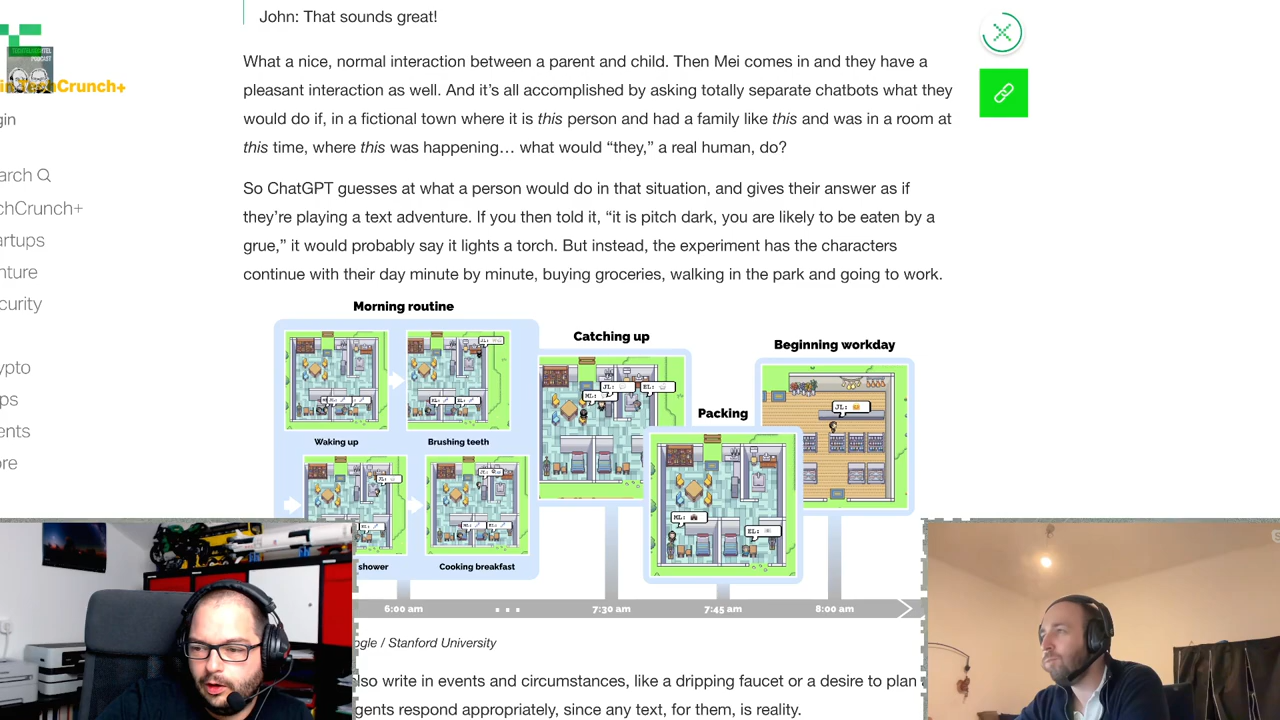 John: That sounds great!
What a nice, normal interaction between a parent and child. Then Mei comes in and they have a
pleasant interaction as well. And it’s all accomplished by asking totally separate chatbots what they
would do if, in a fictional town where it is this person and had a family like this and was in a room at
this time, where this was happening… what would “they,” a real human, do?
So ChatGPT guesses at what a person would do in that situation, and gives their answer as if
they’re playing a text adventure. If you then told it, “it is pitch dark, you are likely to be eaten by a
grue,” it would probably say it lights a torch. But instead, the experiment has the characters
continue with their day minute by minute, buying groceries, walking in the park and going to work.
in TechCrunch+
gin
arch
chCrunch+
artups
nture
curity
ypto
ps
ents
ore
PODCAST
Morning routine
Waking up
Brushing teeth
shower
Cooking breakfast
Catching up
JL:
EL:
ML:
Packing
ML:
EL:
Beginning workday
JL:
6:00 am
...
7:30 am
7:45 am
8:00 am
ogle / Stanford University
lso write in events and circumstances, like a dripping faucet or a desire to plan
gents respond appropriately, since any text, for them, is reality.